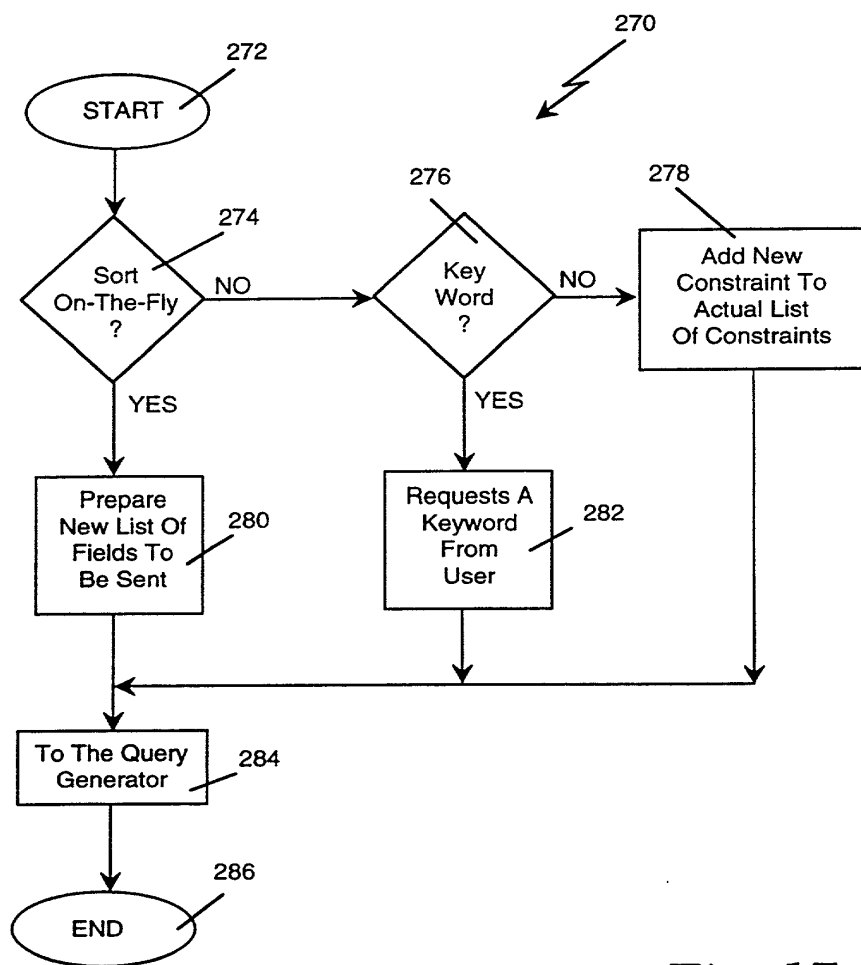 270
272
START
274
Sort
On-The-Fly
?
NO
YES
276
Key
Word
?
NO
YES
278
Add New
Constraint To
Actual List
Of Constraints
Prepare
New List Of
Fields To
Be Sent
280
Requests A
Keyword
From
User
282
To The Query
Generator
284
END
286